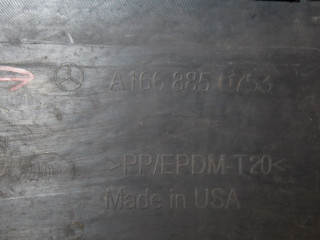 A166 885 1753
>PP/EPDM-T20<
Made in USA